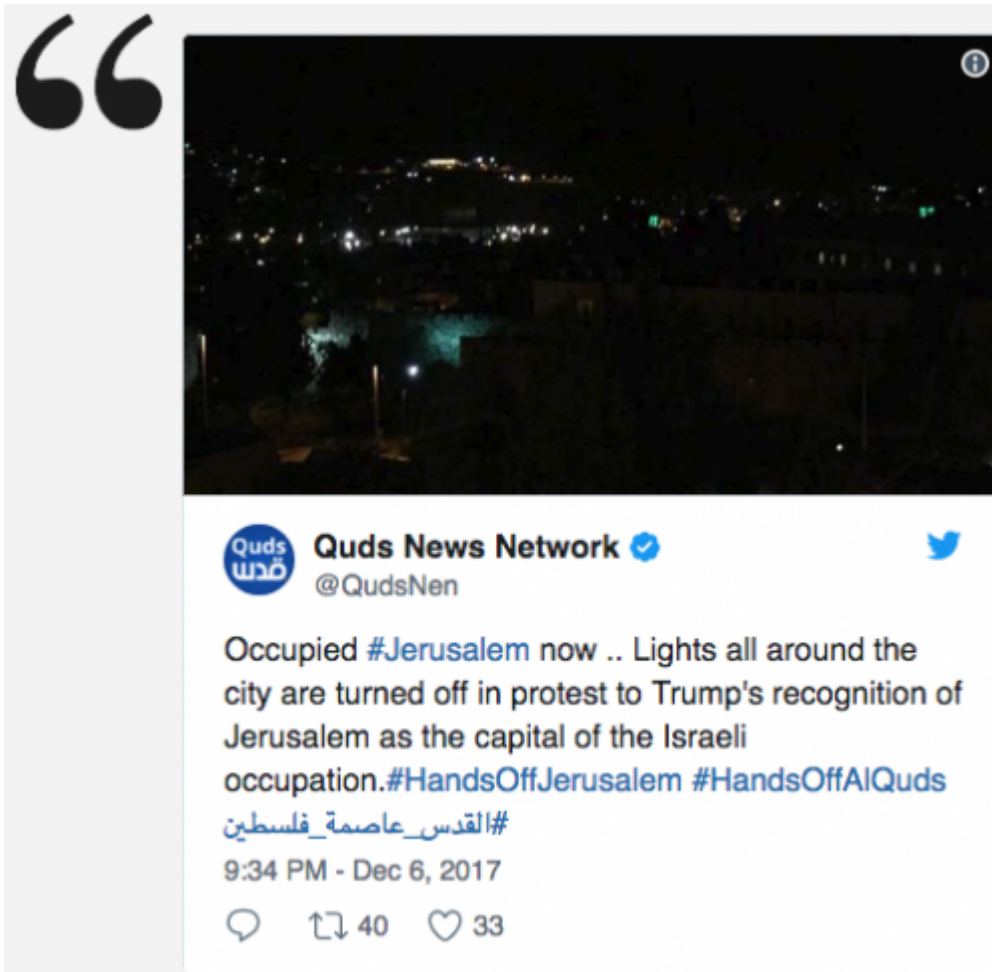 “
Quds
قدس
Quds News Network
@QudsNen
Occupied #Jerusalem now .. Lights all around the
city are turned off in protest to Trump's recognition of
Jerusalem as the capital of the Israeli
occupation.#HandsOffJerusalem #HandsOffAlQuds
#القدس_عاصمة_فلسطين
9:34 PM - Dec 6, 2017
40 33